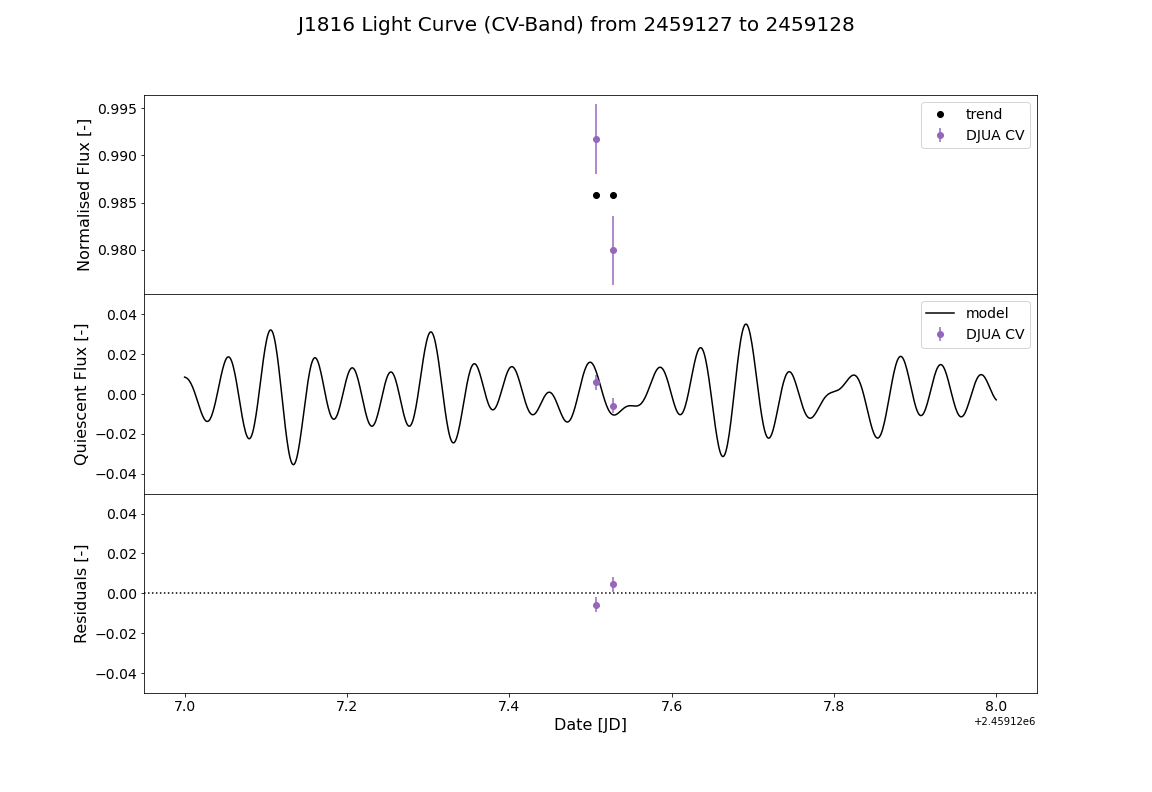 J1816 Light Curve (CV-Band) from 2459127 to 2459128
Normalised Flux [-]
0.995
0.990
0.985
0.980
trend
DJUA CV
Quiescent Flux [-]
0.04
0.02
0.00
−0.02
−0.04
model
DJUA CV
Residuals [-]
0.04
0.02
0.00
−0.02
−0.04
7.0 7.2 7.4 7.6 7.8 8.0
+2.45912e6
Date [JD]